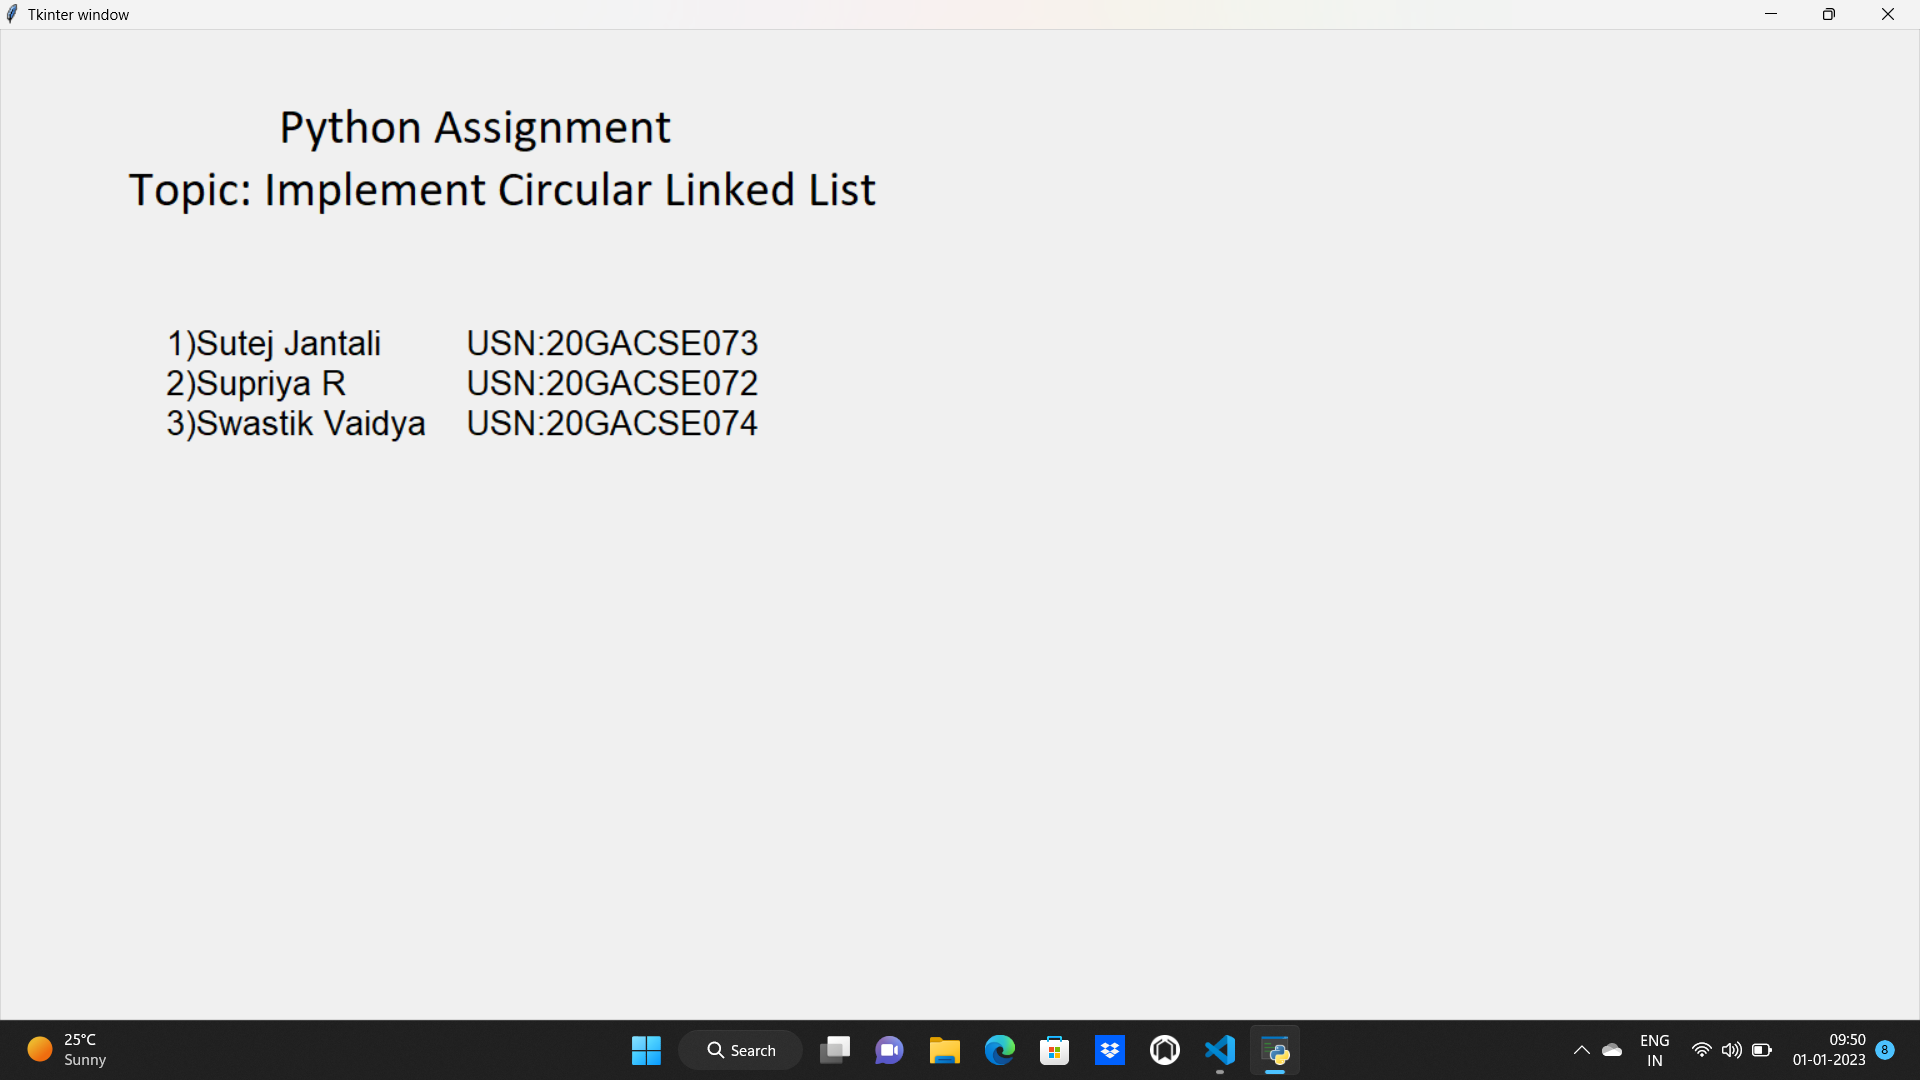 Tkinter window
Python Assignment
Topic: Implement Circular Linked List
1)Sutej Jantali USN:20GACSE073
2)Supriya R USN:20GACSE072
3)Swastik Vaidya USN:20GACSE074
25°C
Sunny
Search
ENG
IN
09:50
01-01-2023
8